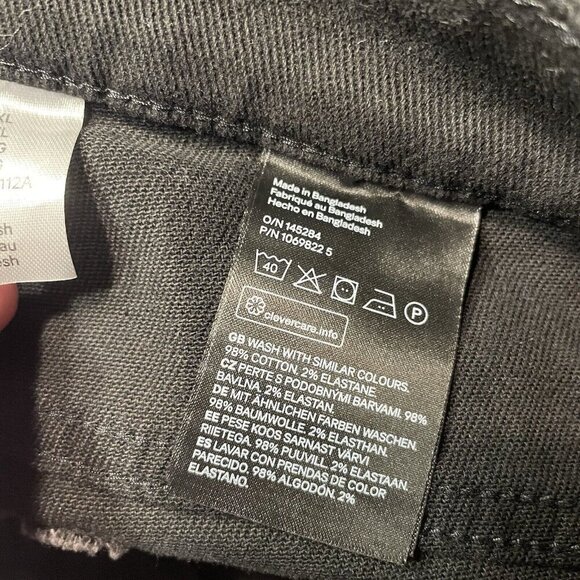 XL
G
112A
Made in Bangladesh
Fabriqué au Bangladesh
Hecho en Bangladesh
O/N 145284
P/N 1069822 5
40
P
clevercare.info
GB WASH WITH SIMILAR COLOURS.
98% COTTON, 2% ELASTANE
CZ PERTE S PODOBNÝMI BARVAMI. 98%
BAVLNA, 2% ELASTAN.
DE MIT ÄHNLICHEN FARBEN WASCHEN.
98% BAUMWOLLE, 2% ELASTHAN.
EE PESE KOOS SARNAST VÄRVI
RIIETEGA. 98% PUUVILL, 2% ELASTAAN.
ES LAVAR CON PRENDAS DE COLOR
PARECIDO. 98% ALGODÓN, 2%
ELASTANO.